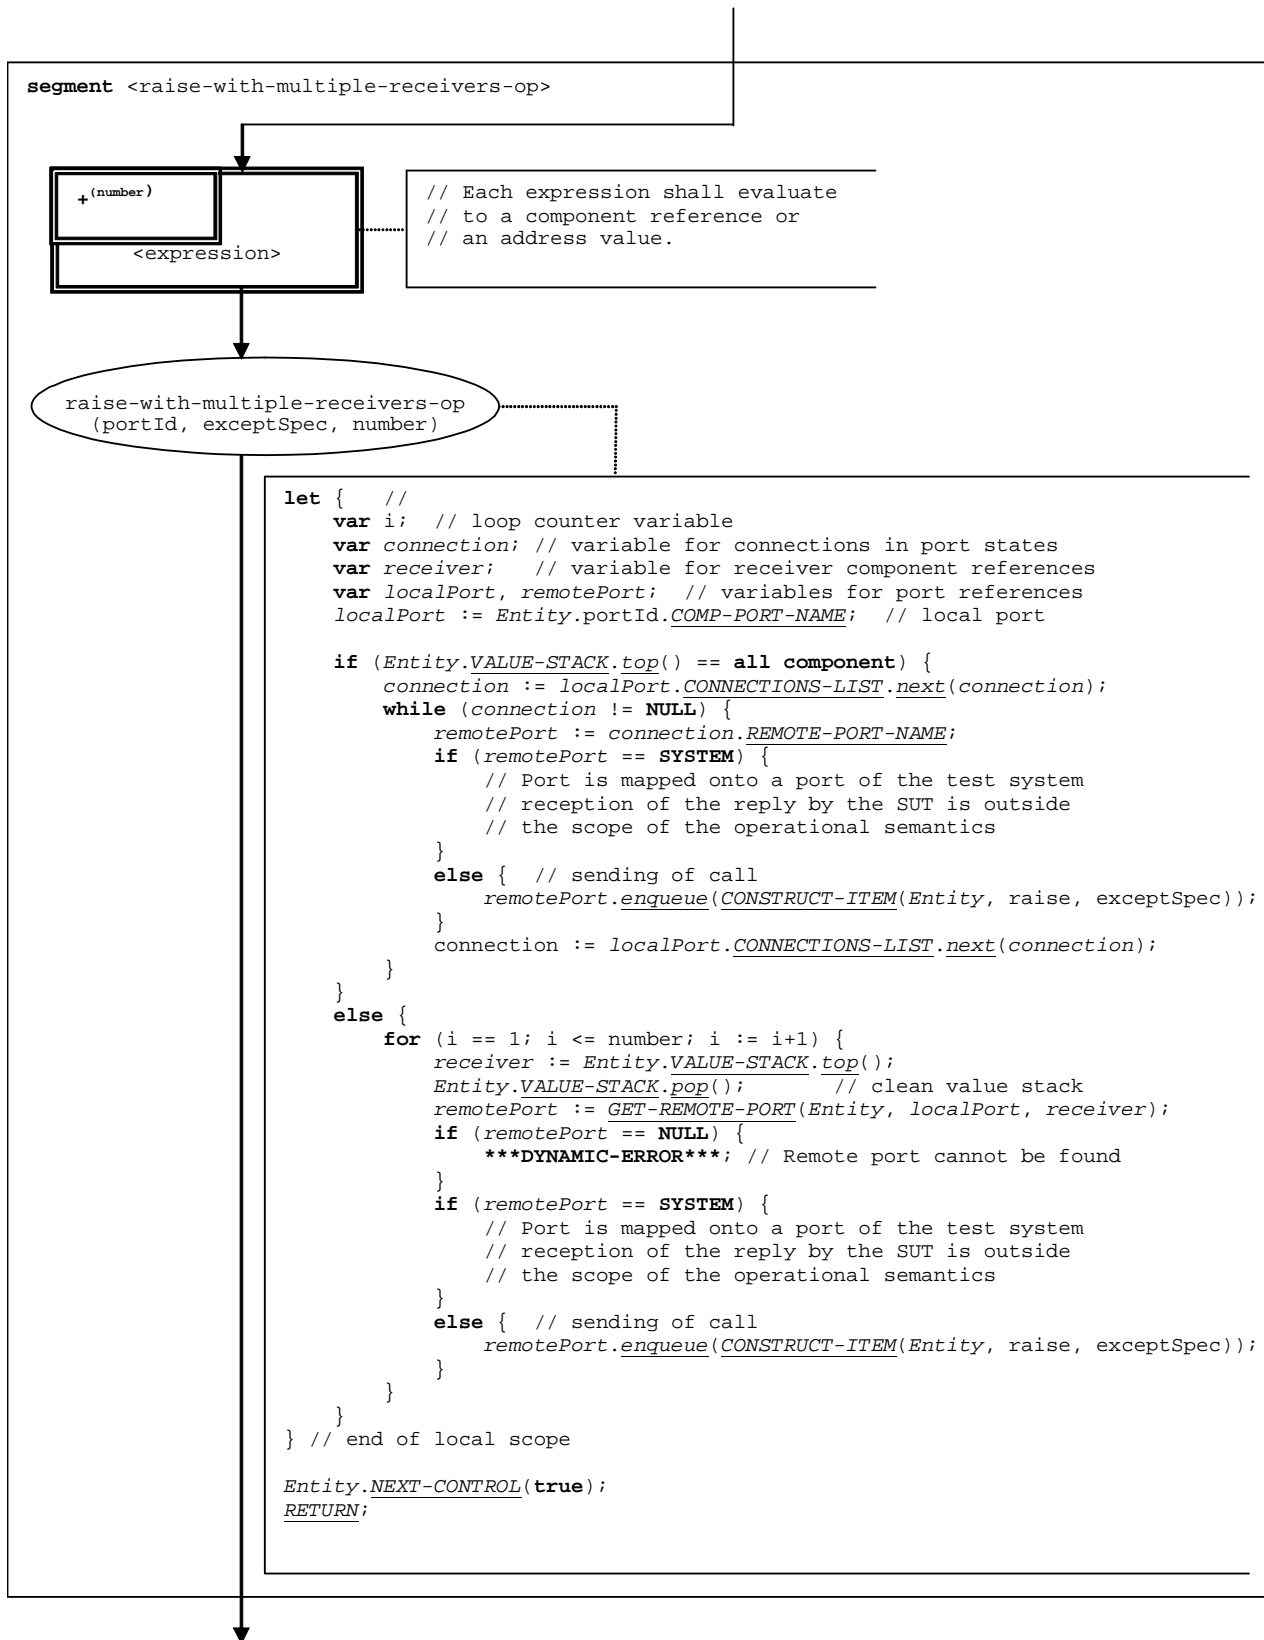 segment <raise-with-multiple-receivers-op>
+(number)
<expression>
// Each expression shall evaluate
// to a component reference or
// an address value.
raise-with-multiple-receivers-op
(portId, exceptSpec, number)
let {   //
    var i;  // loop counter variable
    var connection; // variable for connections in port states
    var receiver;   // variable for receiver component references
    var localPort, remotePort;  // variables for port references
    localPort := Entity.portId.COMP-PORT-NAME;  // local port
    if (Entity.VALUE-STACK.top() == all component) {
        connection := localPort.CONNECTIONS-LIST.next(connection);
        while (connection != NULL) {
            remotePort := connection.REMOTE-PORT-NAME;
            if (remotePort == SYSTEM) {
                // Port is mapped onto a port of the test system
                // reception of the reply by the SUT is outside
                // the scope of the operational semantics
            }
            else {  // sending of call
                remotePort.enqueue(CONSTRUCT-ITEM(Entity, raise, exceptSpec));
            }
            connection := localPort.CONNECTIONS-LIST.next(connection);
        }
    }
    else {
        for (i == 1; i <= number; i := i+1) {
            receiver := Entity.VALUE-STACK.top();
            Entity.VALUE-STACK.pop();       // clean value stack
            remotePort := GET-REMOTE-PORT(Entity, localPort, receiver);
            if (remotePort == NULL) {
                ***DYNAMIC-ERROR***; // Remote port cannot be found
            }
            if (remotePort == SYSTEM) {
                // Port is mapped onto a port of the test system
                // reception of the reply by the SUT is outside
                // the scope of the operational semantics
            }
            else {  // sending of call
                remotePort.enqueue(CONSTRUCT-ITEM(Entity, raise, exceptSpec));
            }
        }
    }
} // end of local scope
Entity.NEXT-CONTROL(true);
RETURN;